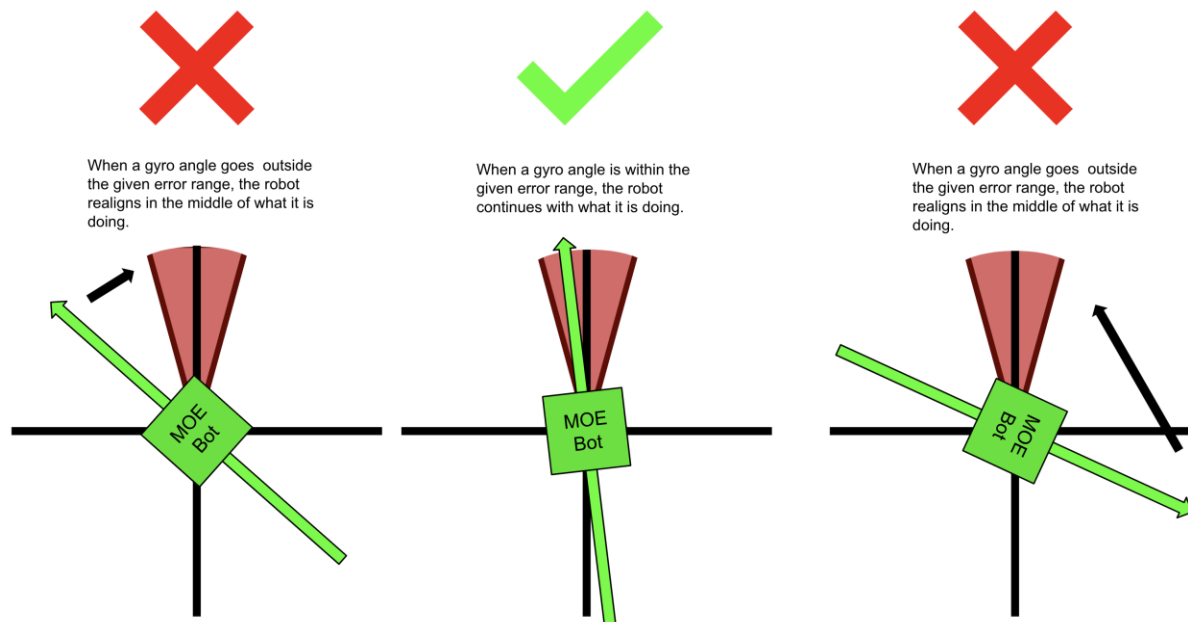 When a gyro angle goes  outside
the given error range, the robot
realigns in the middle of what it is
doing.
When a gyro angle is within the
given error range, the robot
continues with what it is doing.
When a gyro angle goes  outside
the given error range, the robot
realigns in the middle of what it is
doing.
MOE
Bot
MOE
Bot
MOE
Bot